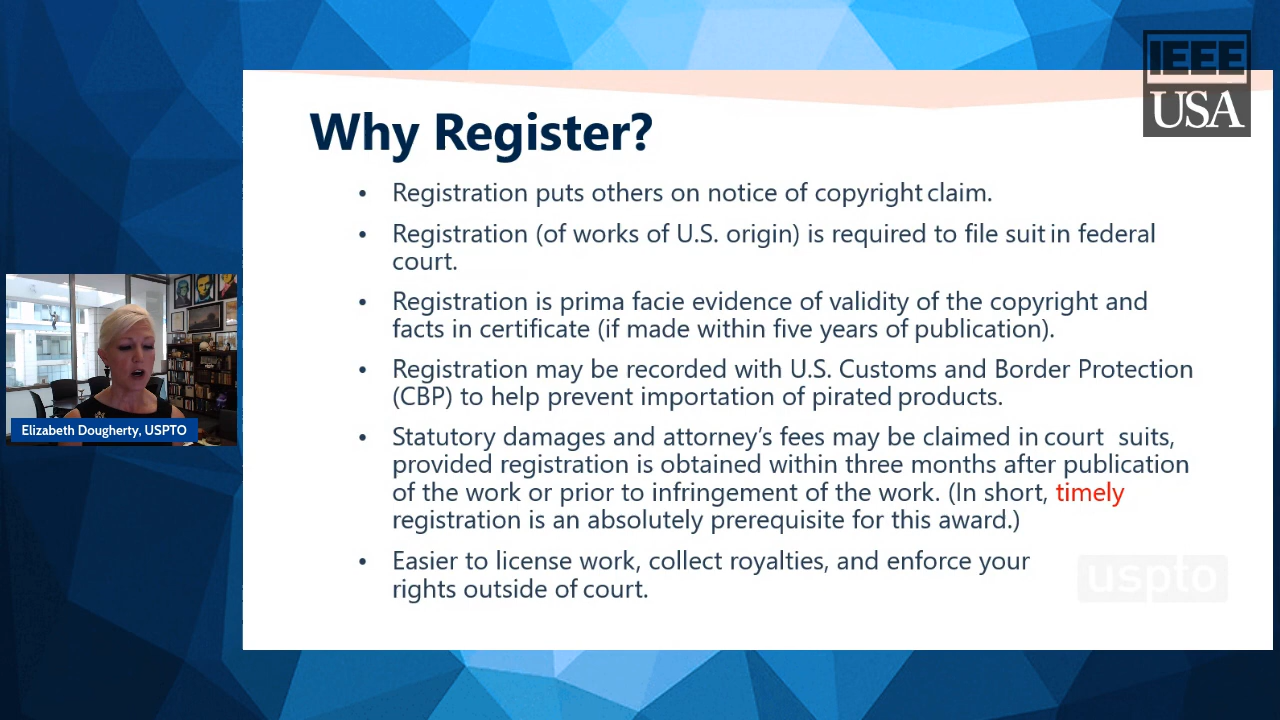 IEEE
USA
Why Register?
• Registration puts others on notice of copyright claim.
• Registration (of works of U.S. origin) is required to file suit in federal
court.
• Registration is prima facie evidence of validity of the copyright and
facts in certificate (if made within five years of publication).
• Registration may be recorded with U.S. Customs and Border Protection
(CBP) to help prevent importation of pirated products.
• Statutory damages and attorney’s fees may be claimed in court suits,
provided registration is obtained within three months after publication
of the work or prior to infringement of the work. (In short, timely
registration is an absolutely prerequisite for this award.)
• Easier to license work, collect royalties, and enforce your
rights outside of court.
uspto
Elizabeth Dougherty, USPTO